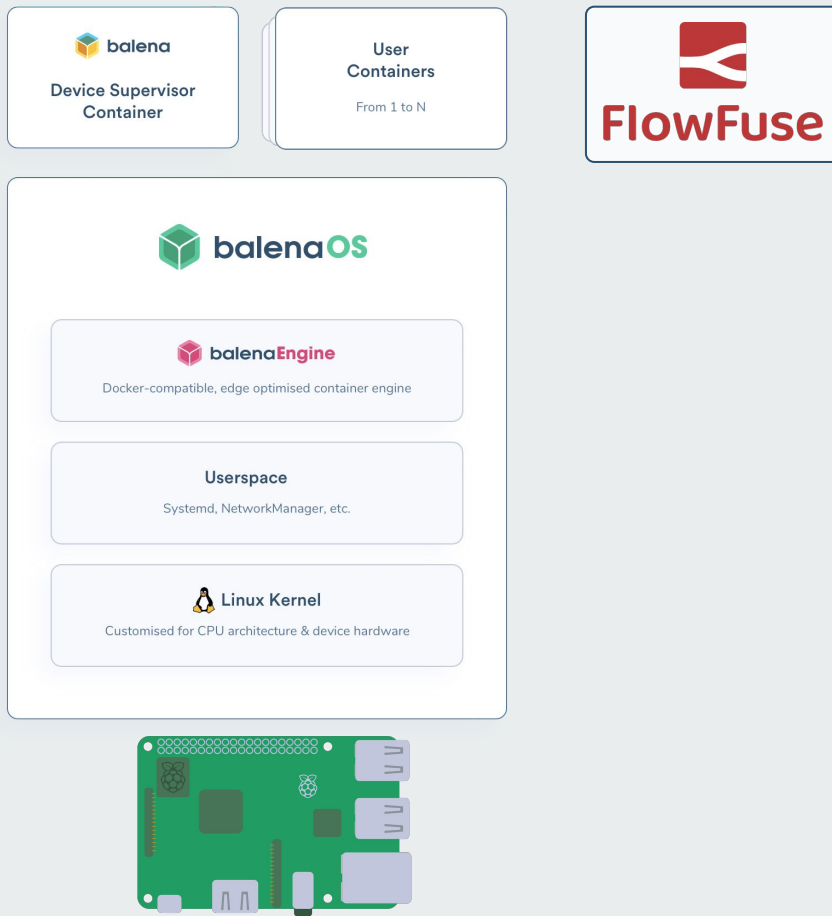 balena
Device Supervisor
Container
User
Containers
From 1 to N
FlowFuse
balenaOS
balenaEngine
Docker-compatible, edge optimised container engine
Userspace
Systemd, NetworkManager, etc.
Linux Kernel
Customised for CPU architecture & device hardware